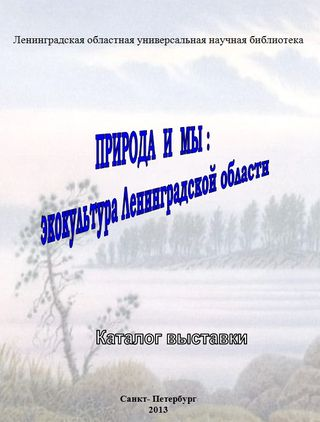 Ленинградская областная универсальная научная библиотека
ПРИРОДА И МЫ :
экокультура Ленинградской области
Каталог выставки
Санкт- Петербург
2013